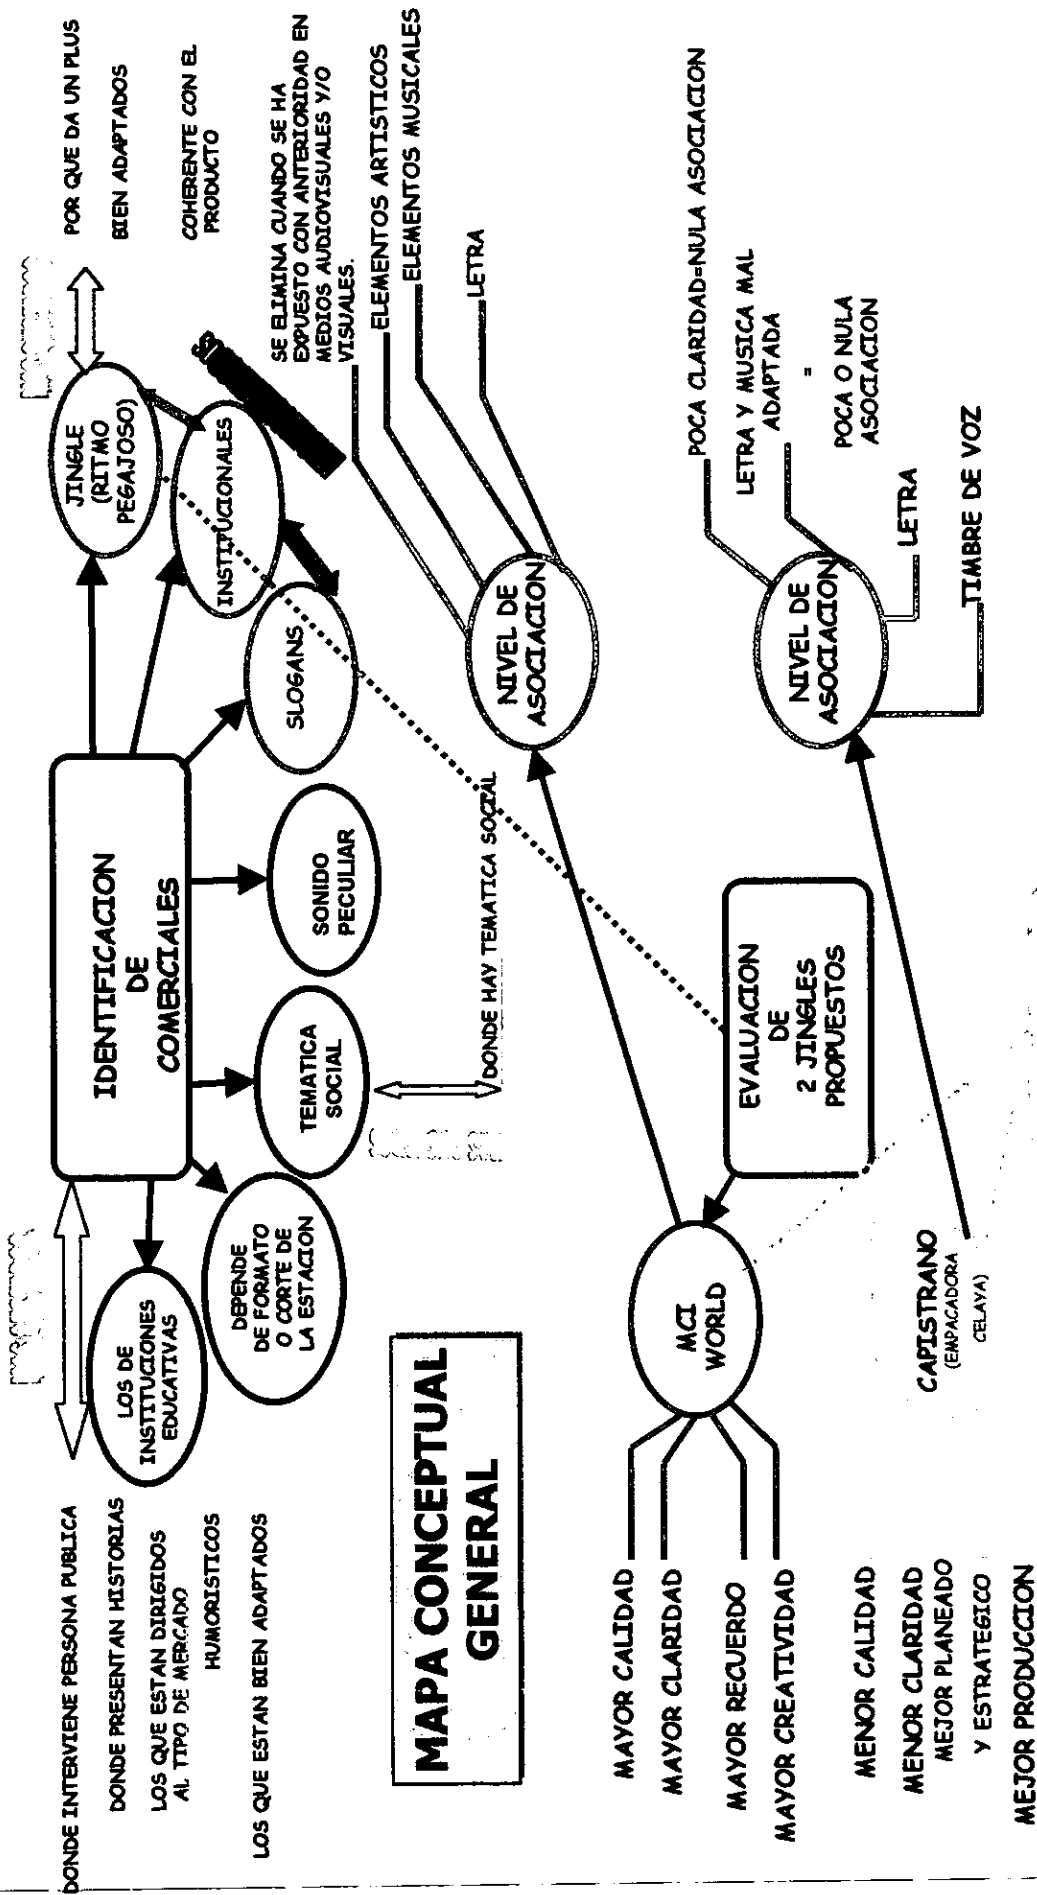 POR QUE DA UN PLUS
BIEN ADAPTADOS
COHERENTE CON EL
PRODUCTO
JINGLE
(RITMO
PEGAJOSO)
INSTITUCIONALES
SLOGANS
SONIDO
PECULIAR
TEMATICA
SOCIAL
DONDE HAY TEMATICA SOCIAL
IDENTIFICACION
DE
COMERCIALES
LOS DE
INSTITUCIONES
EDUCATIVAS
DEPENDE
DE FORMATO
O CORTE DE
LA ESTACION
DONDE INTERVIENE PERSONA PUBLICA
DONDE PRESENTAN HISTORIAS
LOS QUE ESTAN DIRIGIDOS
AL TIPO DE MERCADO
HUMORISTICOS
LOS QUE ESTAN BIEN ADAPTADOS
MAPA CONCEPTUAL
GENERAL
SE ELIMINA CUANDO SE HA
EXPUESTO CON ANTERIORIDAD EN
MEDIOS AUDIOVISUALES Y/O
VISUALES.
ELEMENTOS ARTISTICOS
ELEMENTOS MUSICALES
LETRA
NIVEL DE
ASOCIACION
EVALUACION
DE
2 JINGLES
PROPUESTOS
MCI
WORLD
MAYOR CALIDAD
MAYOR CLARIDAD
MAYOR RECUERDO
MAYOR CREATIVIDAD
POCA CLARIDAD=NULA ASOCIACION
LETRA Y MUSICA MAL
ADAPTADA
=
POCA O NULA
ASOCIACION
NIVEL DE
ASOCIACION
LETRA
TIMBRE DE VOZ
CAPISTRANO
(EMPACADORA
CELAYA)
MENOR CALIDAD
MENOR CLARIDAD
MEJOR PLANEADO
Y ESTRATEGICO
MEJOR PRODUCCION